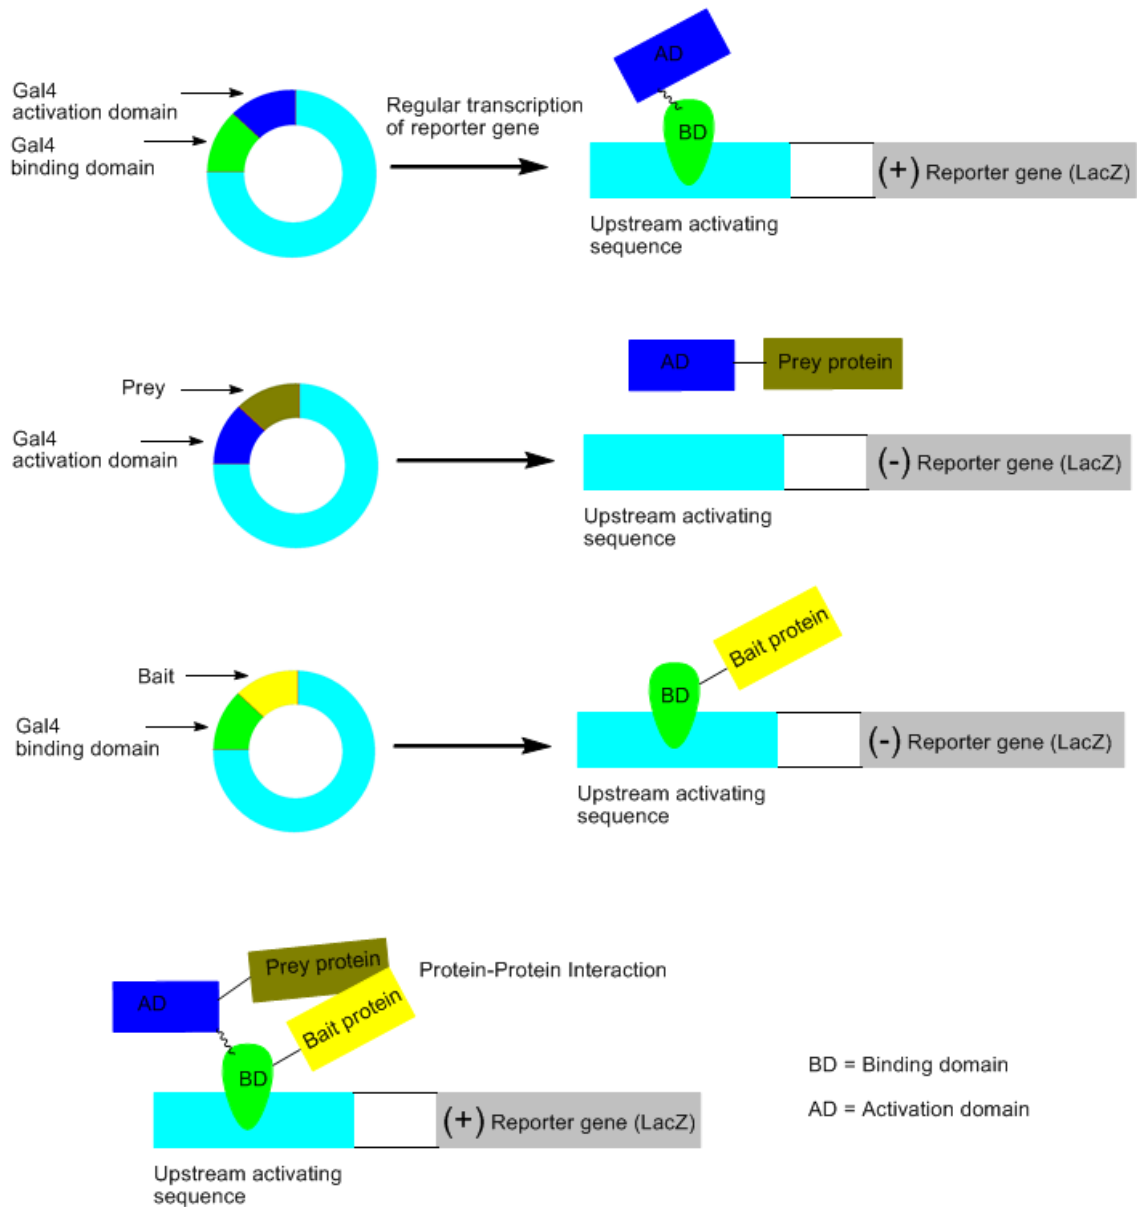 Gal4
activation domain
Gal4
binding domain
Regular transcription
of reporter gene
AD
BD
(+) Reporter gene (LacZ)
Upstream activating
sequence
Prey
Gal4
activation domain
AD
Prey protein
(-) Reporter gene (LacZ)
Upstream activating
sequence
Bait
Gal4
binding domain
Bait protein
BD
(-) Reporter gene (LacZ)
Upstream activating
sequence
Prey protein
Protein-Protein Interaction
AD
Bait protein
BD
(+) Reporter gene (LacZ)
Upstream activating
sequence
BD = Binding domain
AD = Activation domain